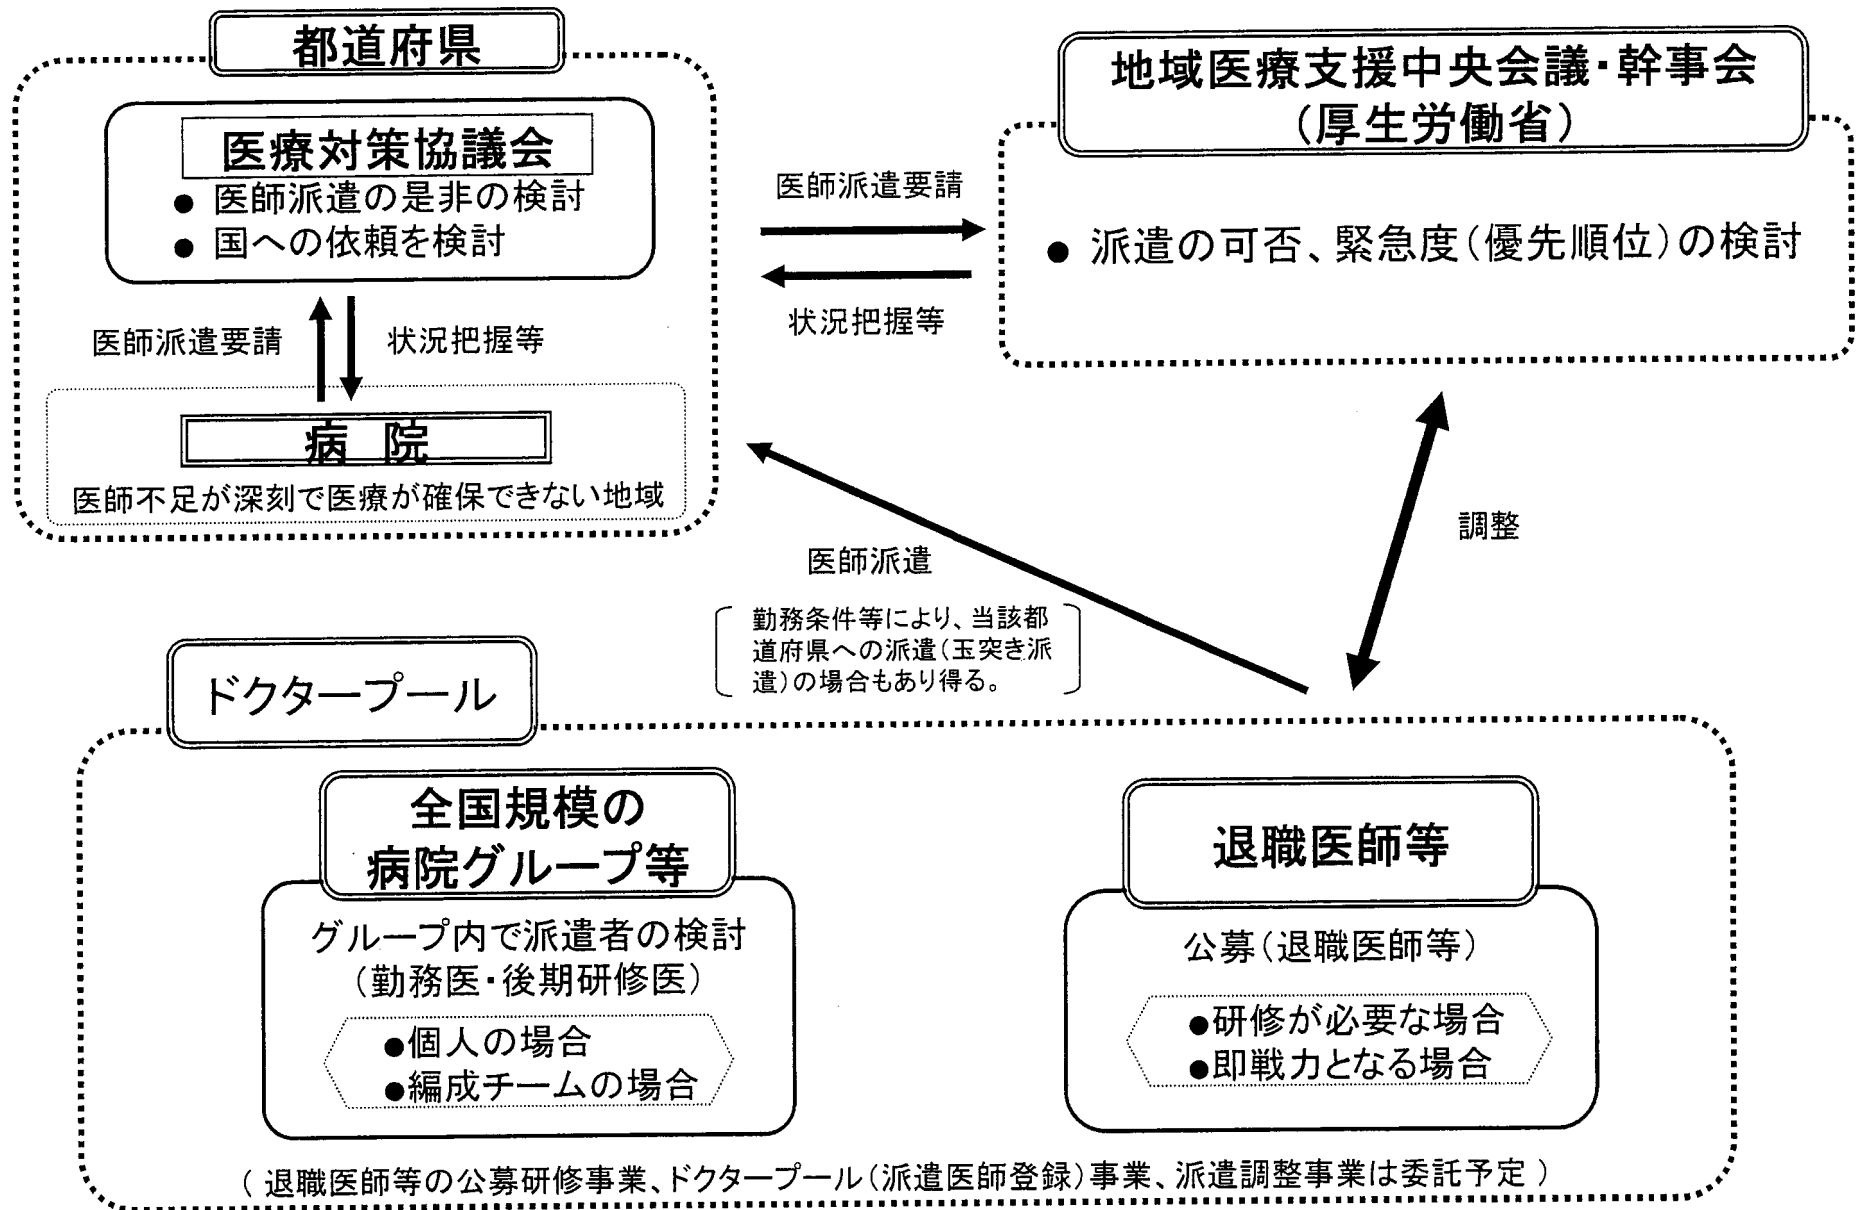 都道府県
医療対策協議会
● 医師派遣の是非の検討
● 国への依頼を検討
医師派遣要請
状況把握等
病 院
医師不足が深刻で医療が確保できない地域
医師派遣要請
状況把握等
地域医療支援中央会議・幹事会
(厚生労働省)
● 派遣の可否、緊急度(優先順位)の検討
調整
医師派遣
勤務条件等により、当該都
道府県への派遣(玉突き派
遣)の場合もあり得る。
ドクタープール
全国規模の
病院グループ等
グループ内で派遣者の検討
(勤務医・後期研修医)
●個人の場合
●編成チームの場合
退職医師等
公募(退職医師等)
●研修が必要な場合
●即戦力となる場合
( 退職医師等の公募研修事業、ドクタープール(派遣医師登録)事業、派遣調整事業は委託予定 )